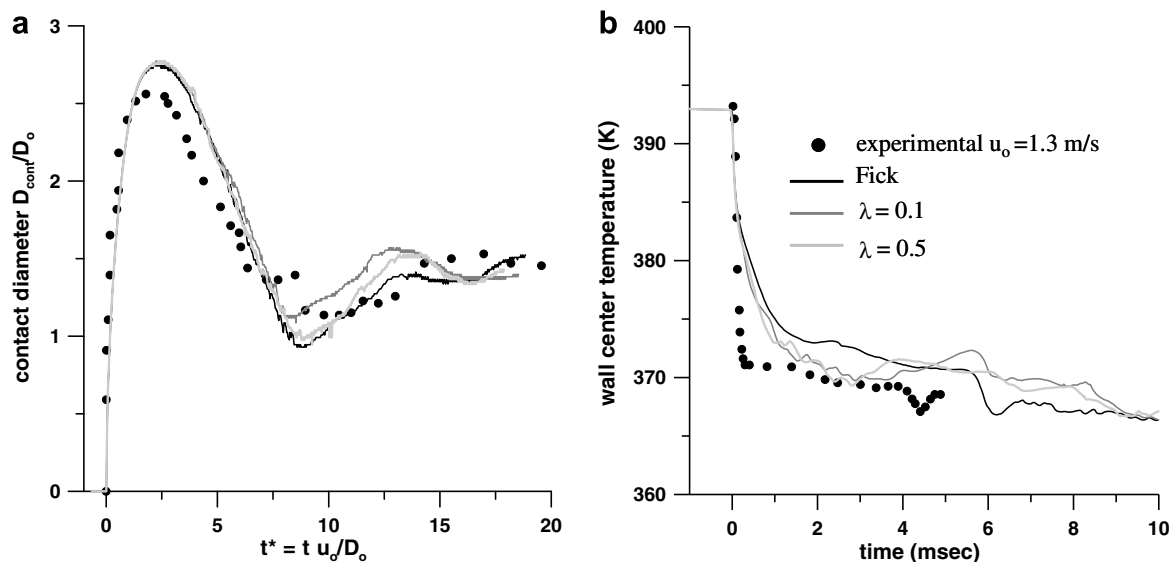 a
3
2
1
0
contact diameter D_cont/D_o
0 5 10 15 20
t* = t u_o/D_o
b
400
390
380
370
360
wall center temperature (K)
experimental u_o =1.3 m/s
Fick
λ = 0.1
λ = 0.5
0 2 4 6 8 10
time (msec)